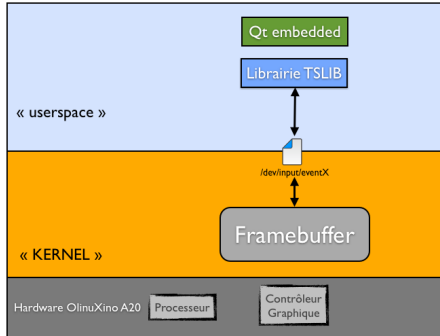 Qt embedded
Librairie TSLIB
« userspace »
/dev/input/eventX
Framebuffer
« KERNEL »
Hardware OlinuXino A20
Processeur
Contrôleur
Graphique